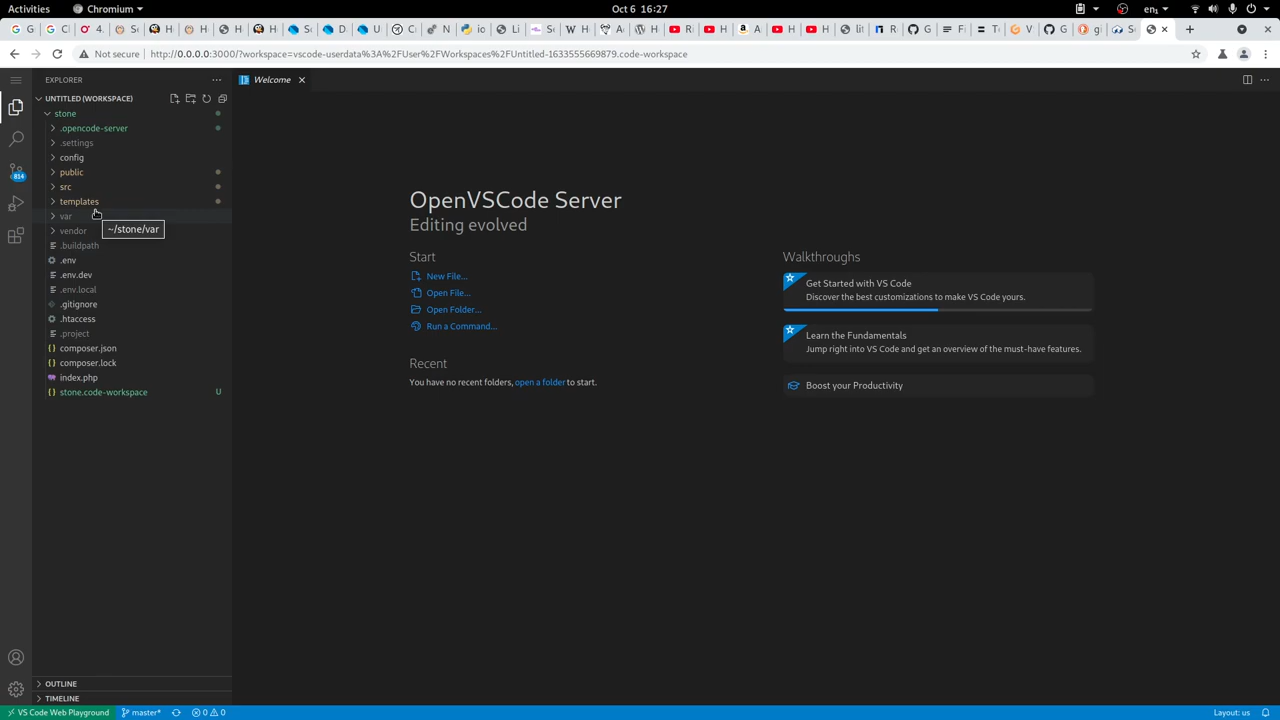 Activities
Chromium
Oct 6 16:27
en₁
Not secure
http://0.0.0.0:3000/?workspace=vscode-userdata%3A%2FUser%2FWorkspaces%2FUntitled-1633555669879.code-workspace
EXPLORER
Welcome
UNTITLED (WORKSPACE)
stone
.opencode-server
.settings
config
public
814
src
templates
var
~/stone/var
vendor
.buildpath
.env
.env.dev
.env.local
.gitignore
.htaccess
.project
composer.json
composer.lock
index.php
stone.code-workspace
U
OpenVSCode Server
Editing evolved
Start
New File...
Open File...
Open Folder...
Run a Command...
Recent
You have no recent folders, open a folder to start.
Walkthroughs
Get Started with VS Code
Discover the best customizations to make VS Code yours.
Learn the Fundamentals
Jump right into VS Code and get an overview of the must-have features.
Boost your Productivity
OUTLINE
TIMELINE
VS Code Web Playground
master*
0
0
Layout: us